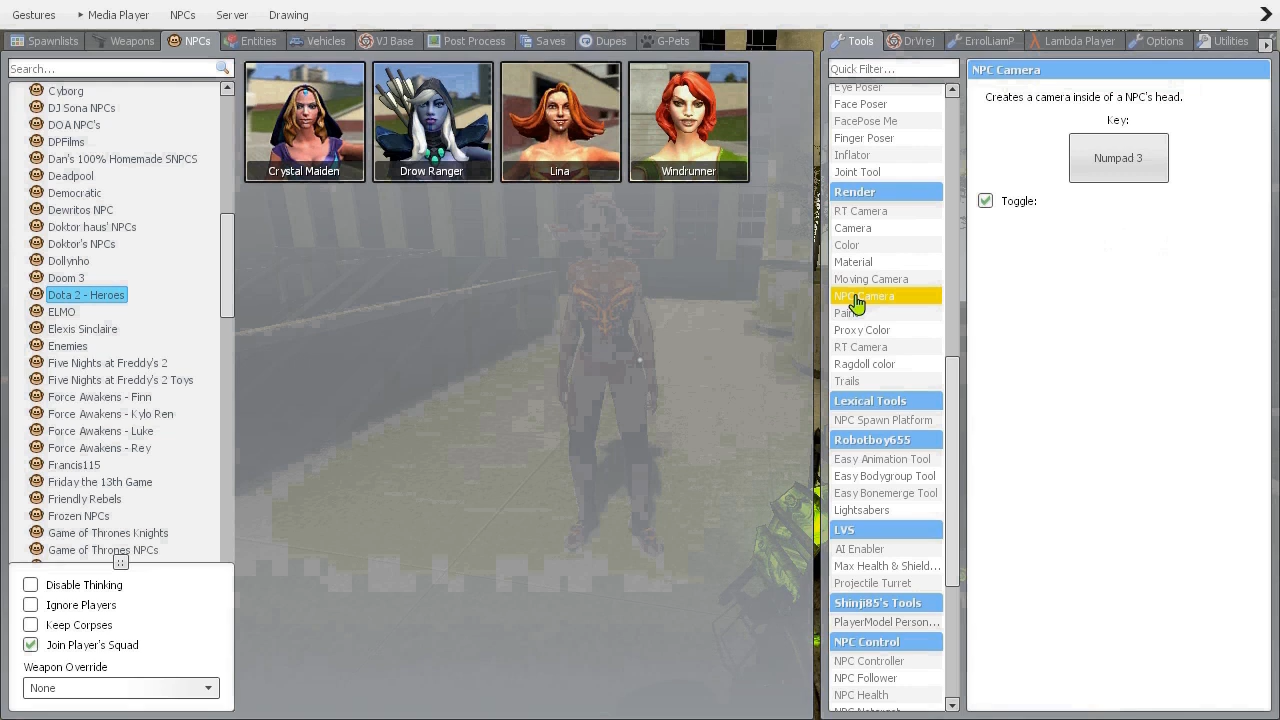 Gestures
Media Player
NPCs
Server
Drawing
Spawnlists
Weapons
NPCs
Entities
Vehicles
VJ Base
Post Process
Saves
Dupes
G-Pets
Tools
DrVrej
ErrolLiamP
Lambda Player
Options
Utilities
Search...
Cyborg
DJ Sona NPCs
DOA NPC's
DPFilms
Dan's 100% Homemade SNPCS
Deadpool
Democratic
Dewritos NPC
Doktor haus' NPCs
Doktor's NPCs
Dollynho
Doom 3
Dota 2 - Heroes
ELMO
Elexis Sinclaire
Enemies
Five Nights at Freddy's 2
Five Nights at Freddy's 2 Toys
Force Awakens - Finn
Force Awakens - Kylo Ren
Force Awakens - Luke
Force Awakens - Rey
Francis115
Friday the 13th Game
Friendly Rebels
Frozen NPCs
Game of Thrones Knights
Game of Thrones NPCs
Disable Thinking
Ignore Players
Keep Corpses
Join Player's Squad
Weapon Override
None
Crystal Maiden
Drow Ranger
Lina
Windrunner
Quick Filter...
Eye Poser
Face Poser
FacePose Me
Finger Poser
Inflator
Joint Tool
Render
RT Camera
Camera
Color
Material
Moving Camera
NPC Camera
Paint
Proxy Color
RT Camera
Ragdoll color
Trails
Lexical Tools
NPC Spawn Platform
Robotboy655
Easy Animation Tool
Easy Bodygroup Tool
Easy Bonemerge Tool
Lightsabers
LVS
AI Enabler
Max Health & Shield...
Projectile Turret
Shinji85's Tools
PlayerModel Person...
NPC Control
NPC Controller
NPC Follower
NPC Health
NPC Camera
Creates a camera inside of a NPC's head.
Key:
Numpad 3
Toggle: